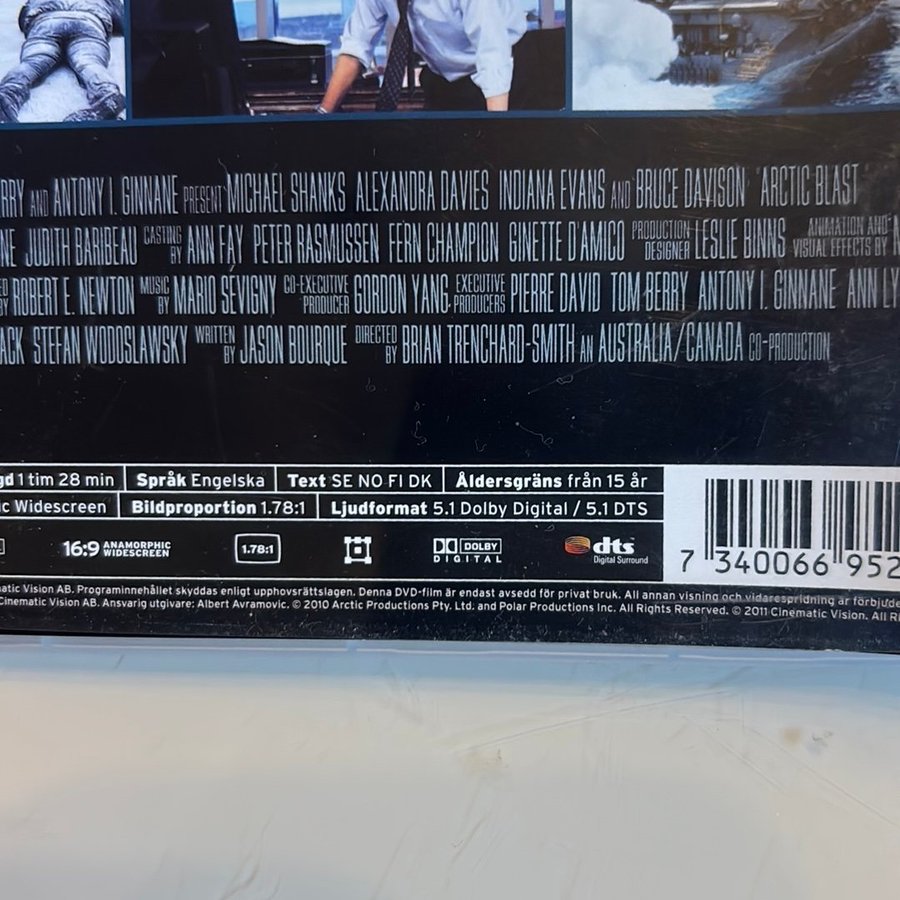 RRY AND ANTONY I. GINNANE PRESENT MICHAEL SHANKS ALEXANDRA DAVIES INDIANA EVANS AND BRUCE DAVISON 'ARCTIC BLAST'
NE JUDITH BARIBEAU CASTING BY ANN FAY PETER RASMUSSEN FERN CHAMPION GINETTE D'AMICO PRODUCTION DESIGNER LESLIE BINNS ANIMATION AND VISUAL EFFECTS BY
BY ROBERT E. NEWTON MUSIC BY MARIO SÉVIGNY CO-EXECUTIVE PRODUCER GORDON YANG EXECUTIVE PRODUCERS PIERRE DAVID TOM BERRY ANTONY I. GINNANE ANN LY
ACK STEFAN WODOSLAWSKY WRITTEN BY JASON BOURQUE DIRECTED BY BRIAN TRENCHARD-SMITH AN AUSTRALIA/CANADA CO-PRODUCTION
gd 1 tim 28 min Språk Engelska Text SE NO FI DK Åldersgräns från 15 år
c Widescreen Bildproportion 1.78:1 Ljudformat 5.1 Dolby Digital / 5.1 DTS
16:9 ANAMORPHIC WIDESCREEN 1.78:1 DOLBY DIGITAL dts Digital Surround
7 340066 952
atic Vision AB. Programinnehållet skyddas enligt upphovsrättslagen. Denna DVD-film är endast avsedd för privat bruk. All annan visning och vidarespridning är förbjude
Cinematic Vision AB. Ansvarig utgivare: Albert Avramovic. © 2010 Arctic Productions Pty. Ltd. and Polar Productions Inc. All Rights Reserved. © 2011 Cinematic Vision. All Ri